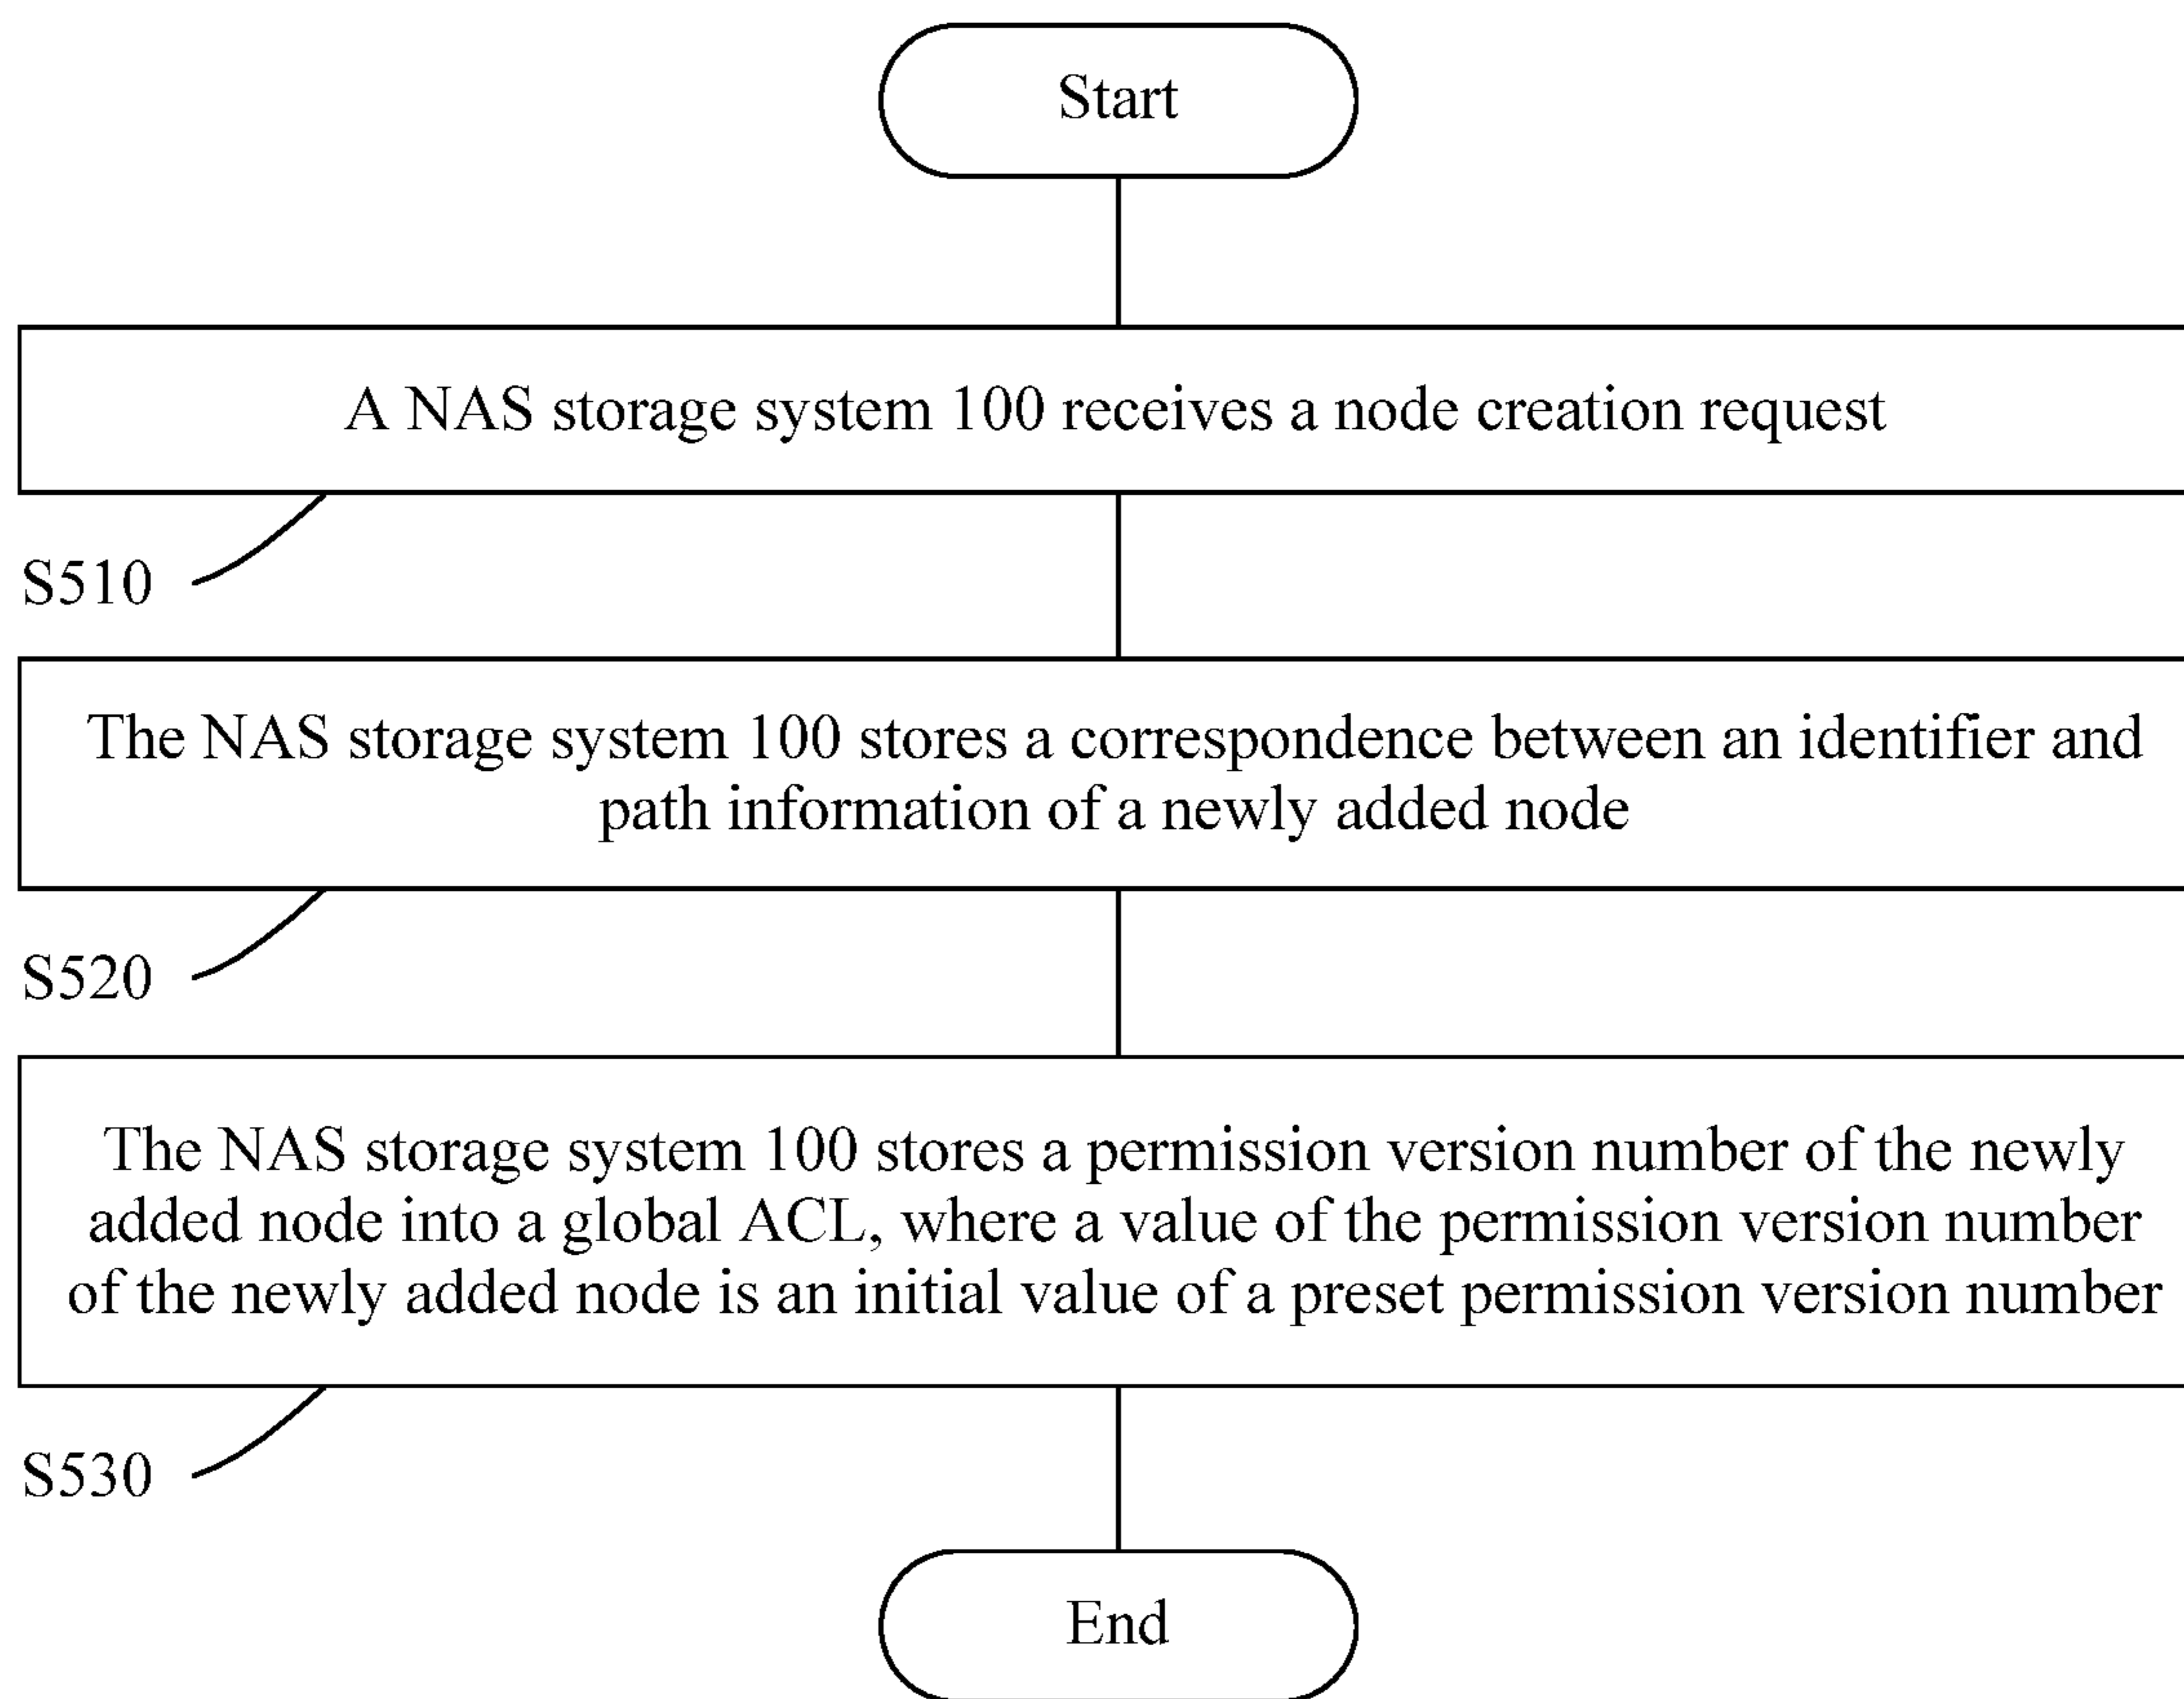 Start
A NAS storage system 100 receives a node creation request
S510
The NAS storage system 100 stores a correspondence between an identifier and
path information of a newly added node
S520
The NAS storage system 100 stores a permission version number of the newly
added node into a global ACL, where a value of the permission version number
of the newly added node is an initial value of a preset permission version number
S530
End